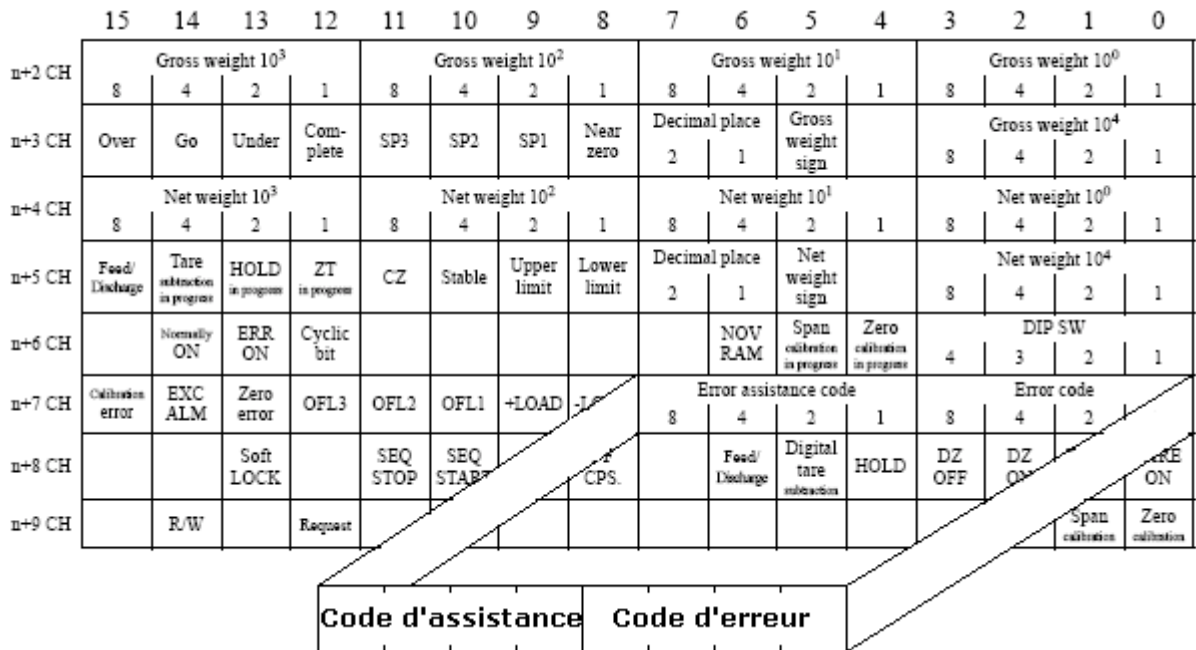 15 14 13 12 11 10 9 8 7 6 5 4 3 2 1 0
n+2 CH Gross weight 10³ Gross weight 10² Gross weight 10¹ Gross weight 10⁰
8 4 2 1 8 4 2 1 8 4 2 1 8 4 2 1
n+3 CH Over Go Under Com- SP3 SP2 SP1 Near Decimal place Gross Gross weight 10⁴
plete zero 2 1 weight 8 4 2 1
sign
n+4 CH Net weight 10³ Net weight 10² Net weight 10¹ Net weight 10⁰
8 4 2 1 8 4 2 1 8 4 2 1 8 4 2 1
n+5 CH Feed/ Tare HOLD ZT CZ Stable Upper Lower Decimal place Net Net weight 10⁴
Discharge subtraction in progress in progress limit limit 2 1 weight 8 4 2 1
in progress sign
n+6 CH Normally ERR Cyclic NOV Span Zero DIP SW
ON ON bit RAM calibration calibration 4 3 2 1
in progress in progress
n+7 CH Calibration EXC Zero OFL3 OFL2 OFL1 +LOAD Error assistance code Error code
error ALM error 8 4 2 1 8 4 2
n+8 CH Soft SEQ SEQ Feed/ Digital HOLD DZ DZ
LOCK STOP START CPS. Discharge tare OFF ON ON
subtraction
n+9 CH R/W Request Span Zero
calibration calibration
Code d'assistance Code d'erreur